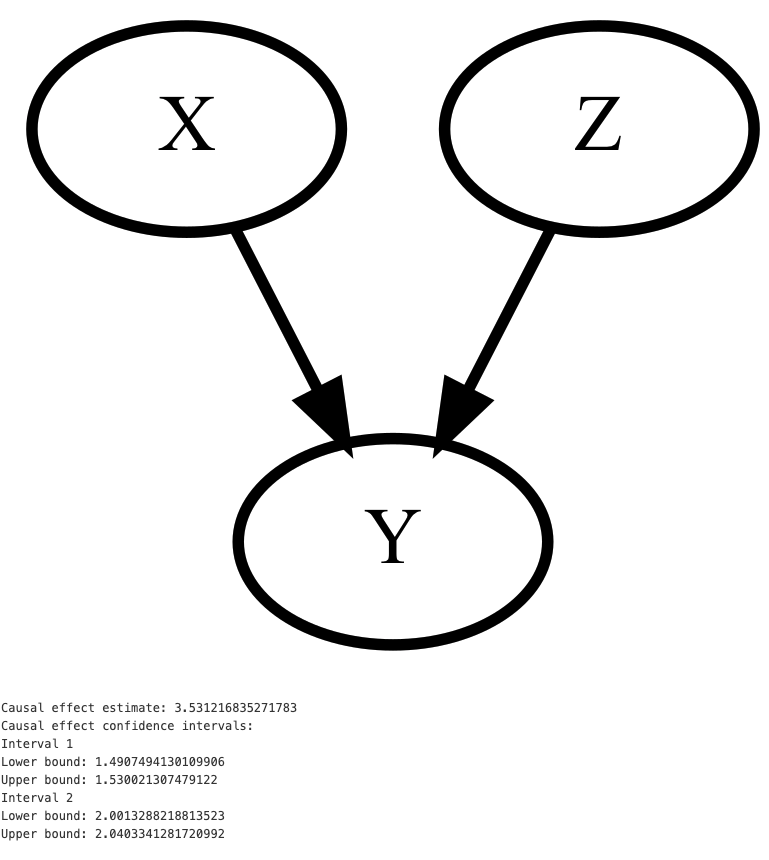 X Z
Y
Causal effect estimate: 3.531216835271783
Causal effect confidence intervals:
Interval 1
Lower bound: 1.4907494130109906
Upper bound: 1.530021307479122
Interval 2
Lower bound: 2.0013288218813523
Upper bound: 2.0403341281720992